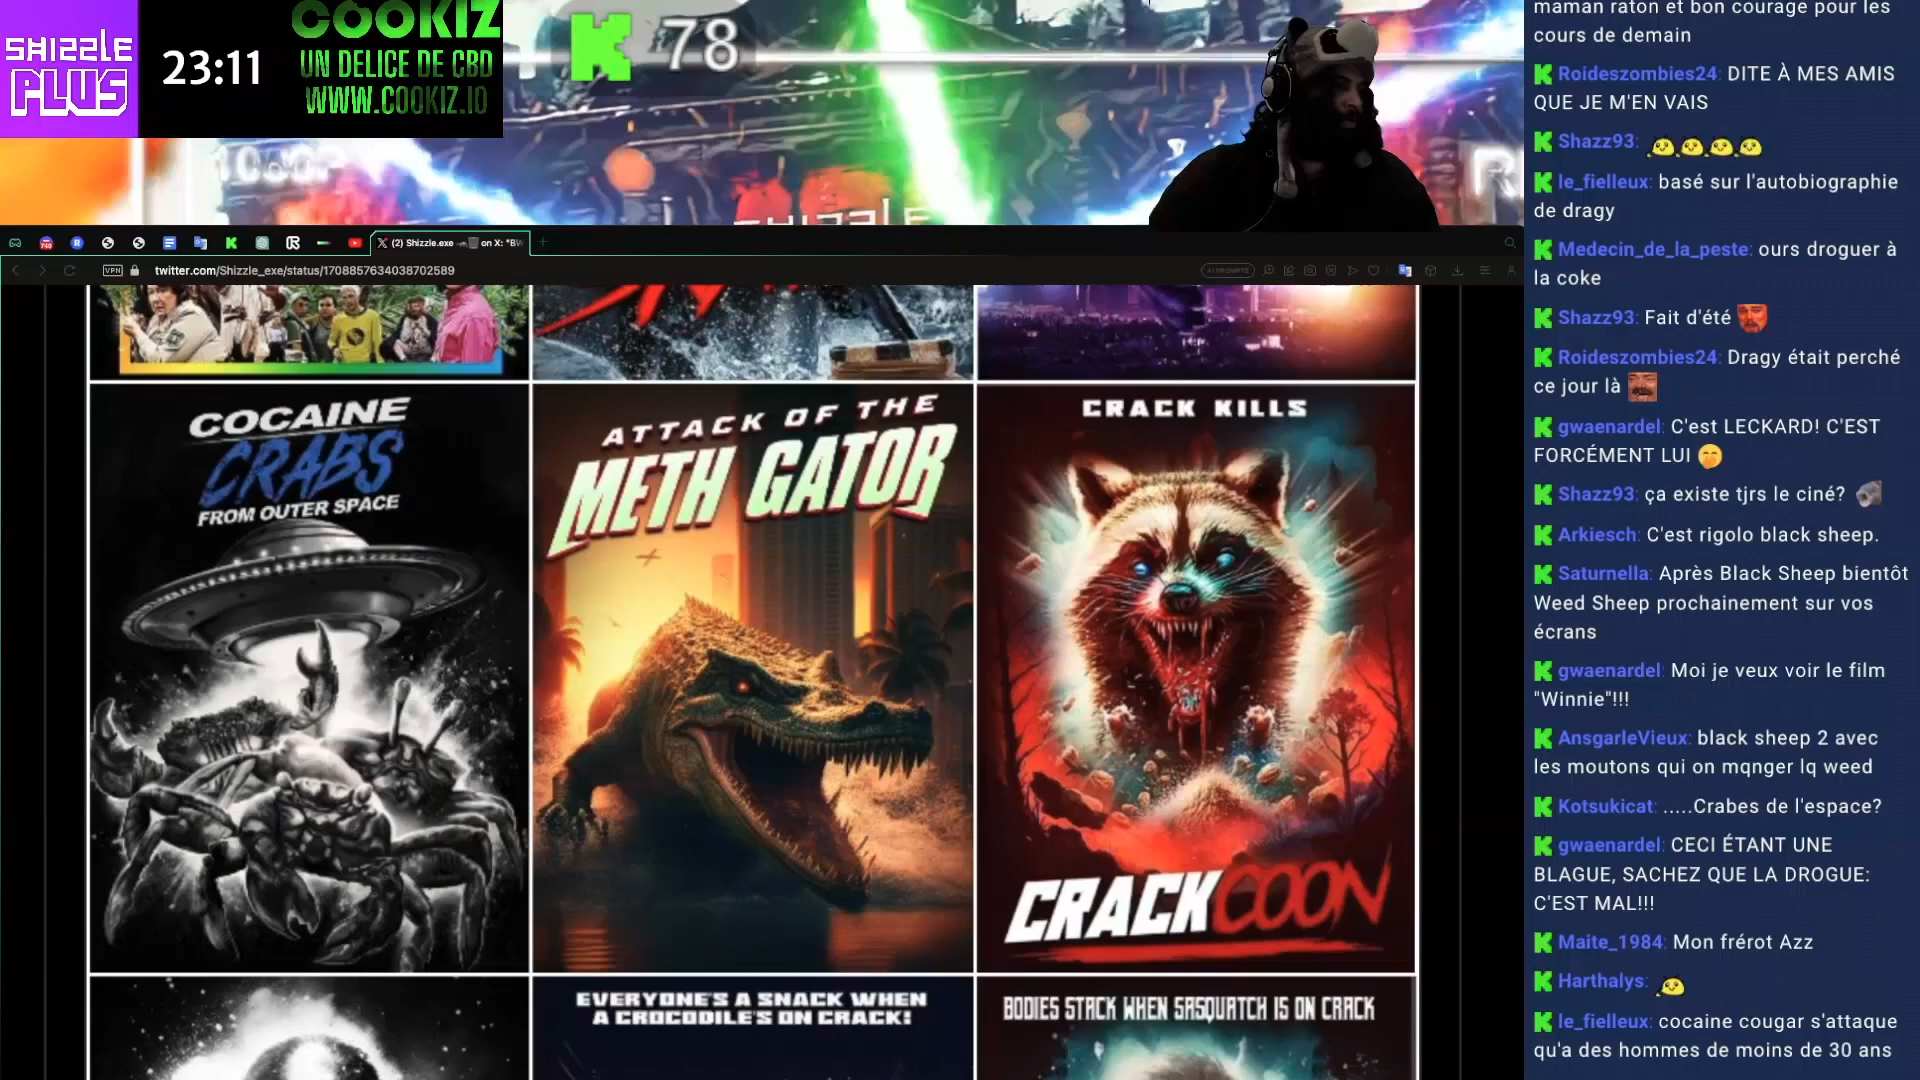 SHIZZLE
PLUS
23:11
COOKIZ
UN DELICE DE CBD
WWW.COOKIZ.IO
78
(2) Shizzle.exe
on X: "BW
VPN
twitter.com/Shizzle_exe/status/1708857634038702589
COCAINE
CRABS
FROM OUTER SPACE
ATTACK OF THE
METH GATOR
CRACK KILLS
CRACKCOON
EVERYONE'S A SNACK WHEN
A CROCODILE'S ON CRACK!
BODIES STACK WHEN SASQUATCH IS ON CRACK
maman raton et bon courage pour les
cours de demain
Roideszombies24: DITE À MES AMIS
QUE JE M'EN VAIS
Shazz93:
le_fielleux: basé sur l'autobiographie
de dragy
Medecin_de_la_peste: ours droguer à
la coke
Shazz93: Fait d'été
Roideszombies24: Dragy était perché
ce jour là
gwaenardel: C'est LECKARD! C'EST
FORCÉMENT LUI
Shazz93: ça existe tjrs le ciné?
Arkiesch: C'est rigolo black sheep.
Saturnella: Après Black Sheep bientôt
Weed Sheep prochainement sur vos
écrans
gwaenardel: Moi je veux voir le film
"Winnie"!!!
AnsgarleVieux: black sheep 2 avec
les moutons qui on mqnger lq weed
Kotsukicat: .....Crabes de l'espace?
gwaenardel: CECI ÉTANT UNE
BLAGUE, SACHEZ QUE LA DROGUE:
C'EST MAL!!!
Maite_1984: Mon frérot Azz
Harthalys:
le_fielleux: cocaine cougar s'attaque
qu'a des hommes de moins de 30 ans